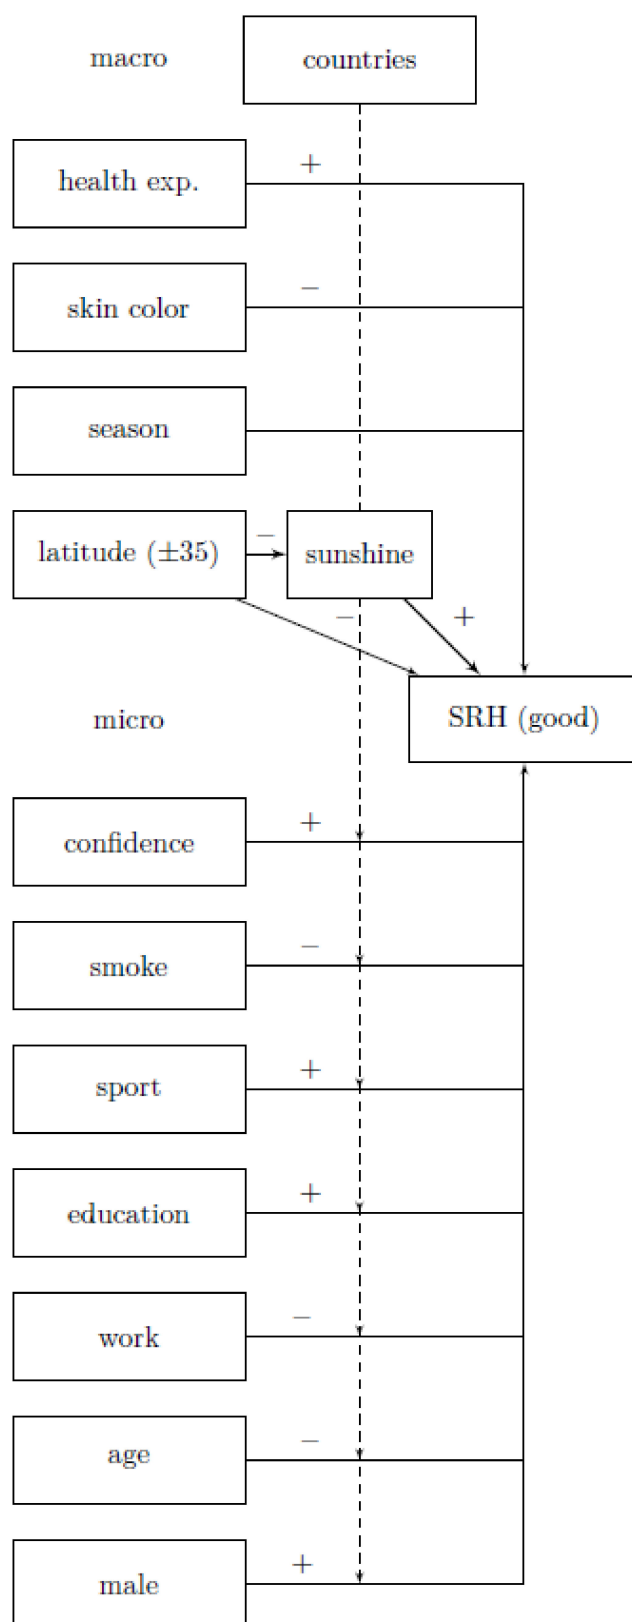 macro
countries
+
health exp.
−
skin color
season
latitude (±35)
−
sunshine
−
+
SRH (good)
micro
+
confidence
−
smoke
+
sport
+
education
−
work
−
age
+
male